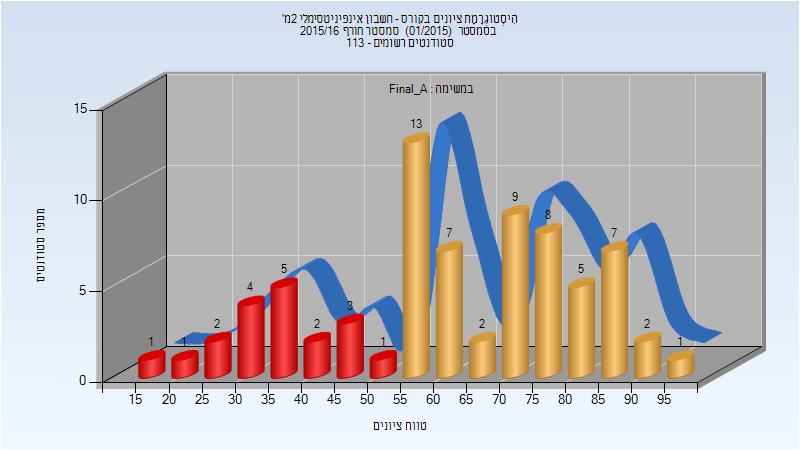 היסטוגרמת ציונים בקורס - חשבון אינפיניטסימלי 2מ'
בסמסטר (01/2015) סמסטר חורף 2015/16
סטודנטים רשומים - 113
במשימה : Final_A
מספר סטודנטים
15
10
5
0
1 1 2 4 5 2 3 1 13 7 2 9 8 5 7 2 1
15 20 25 30 35 40 45 50 55 60 65 70 75 80 85 90 95
טווח ציונים